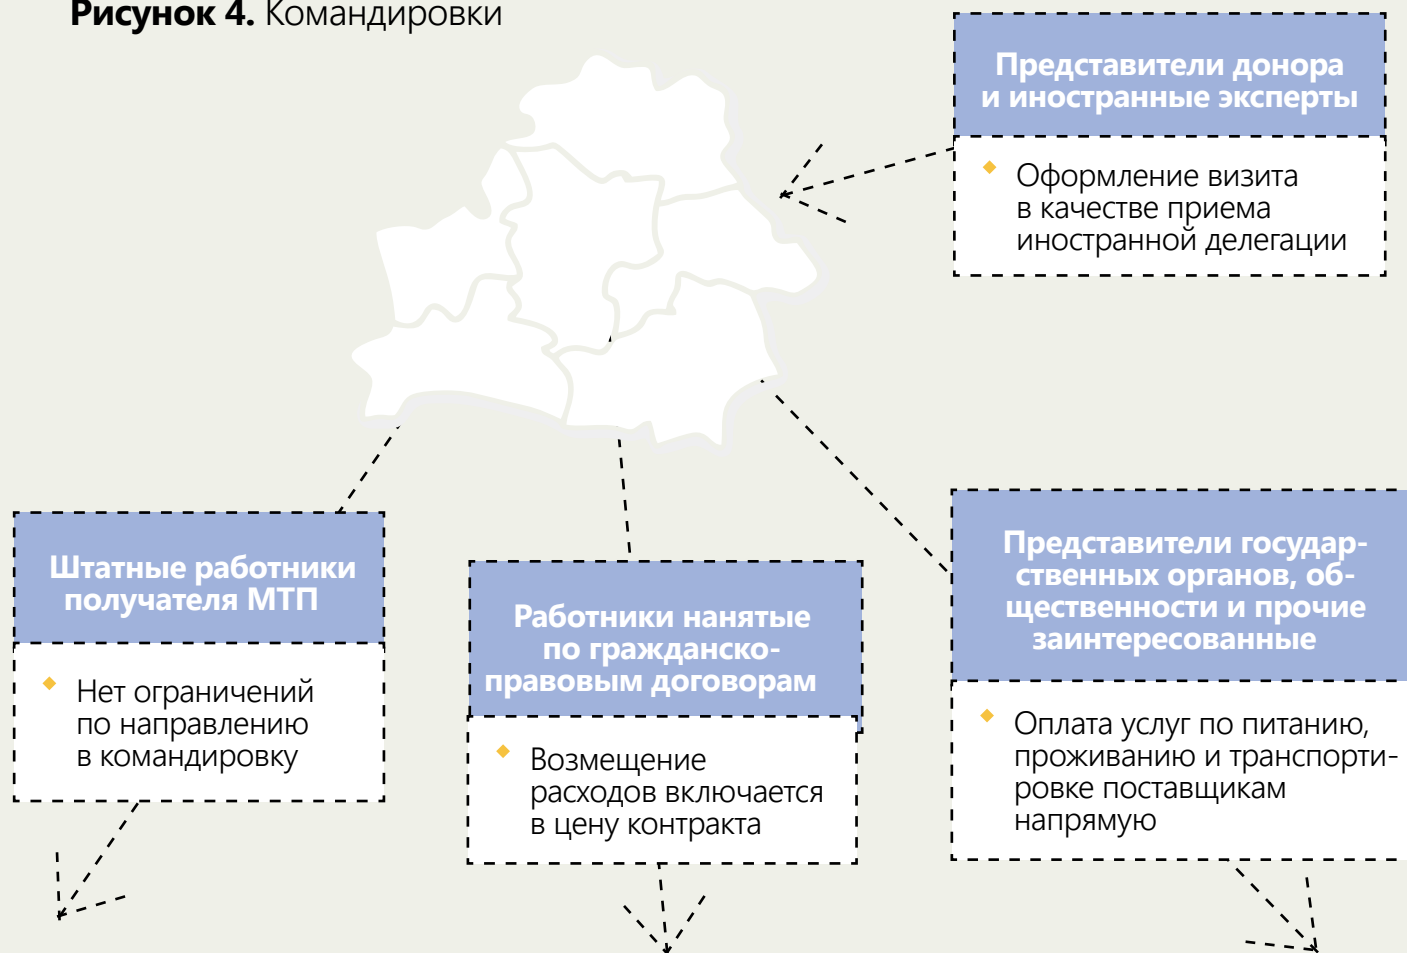 Рисунок 4. Командировки
Представители донора
и иностранные эксперты
Оформление визита
в качестве приема
иностранной делегации
Штатные работники
получателя МТП
Нет ограничений
по направлению
в командировку
Работники нанятые
по гражданско-
правовым договорам
Возмещение
расходов включается
в цену контракта
Представители государ-
ственных органов, об-
щественности и прочие
заинтересованные
Оплата услуг по питанию,
проживанию и транспорти-
ровке поставщикам
напрямую